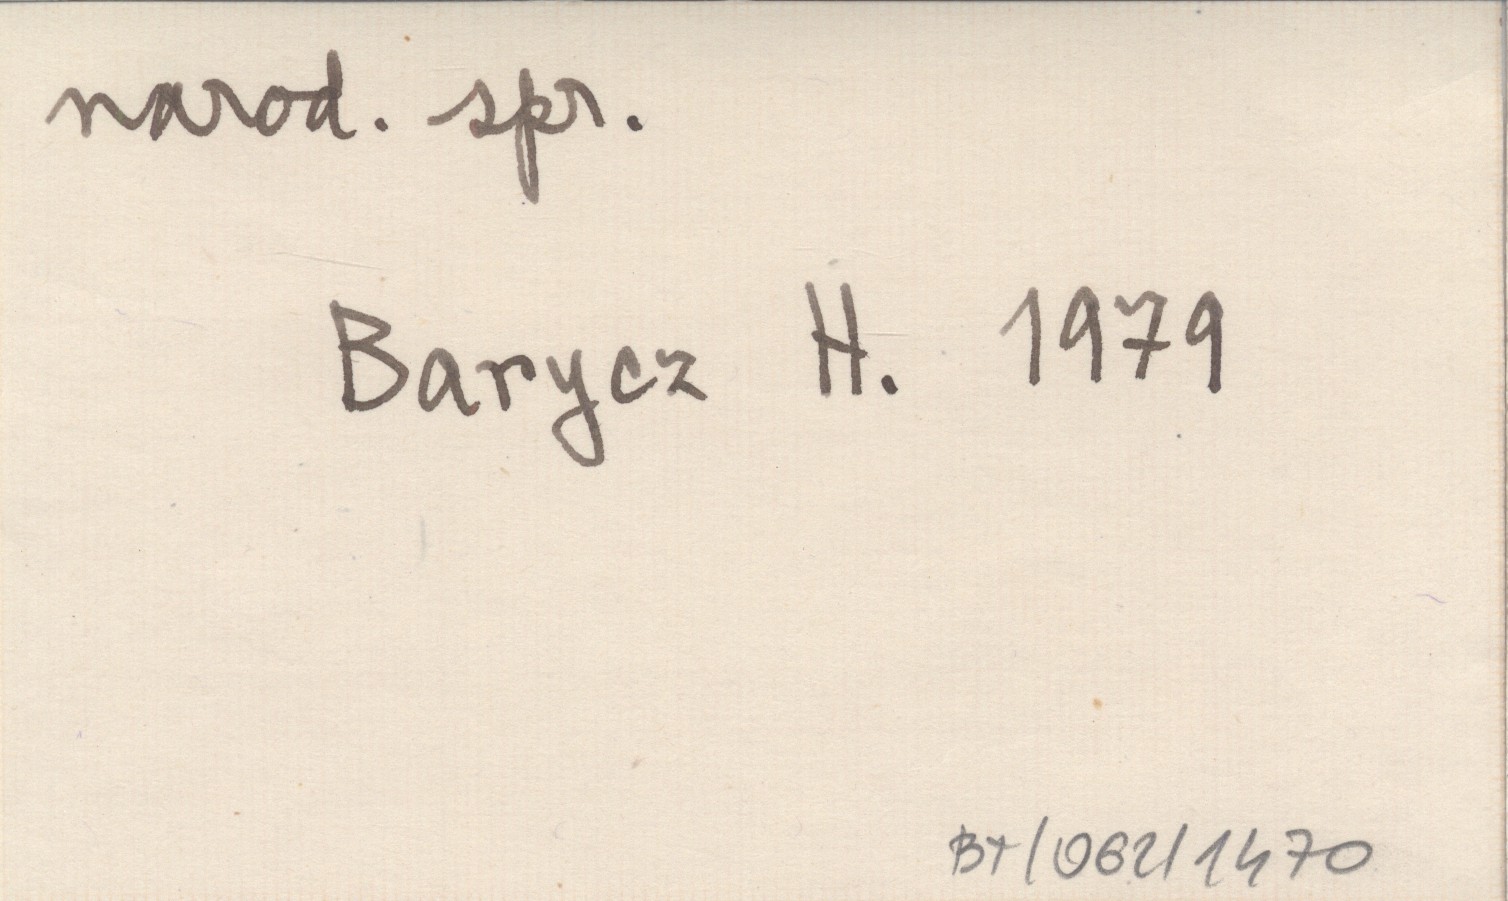 narod. spr.
Barycz H. 1979
BT/062/1470